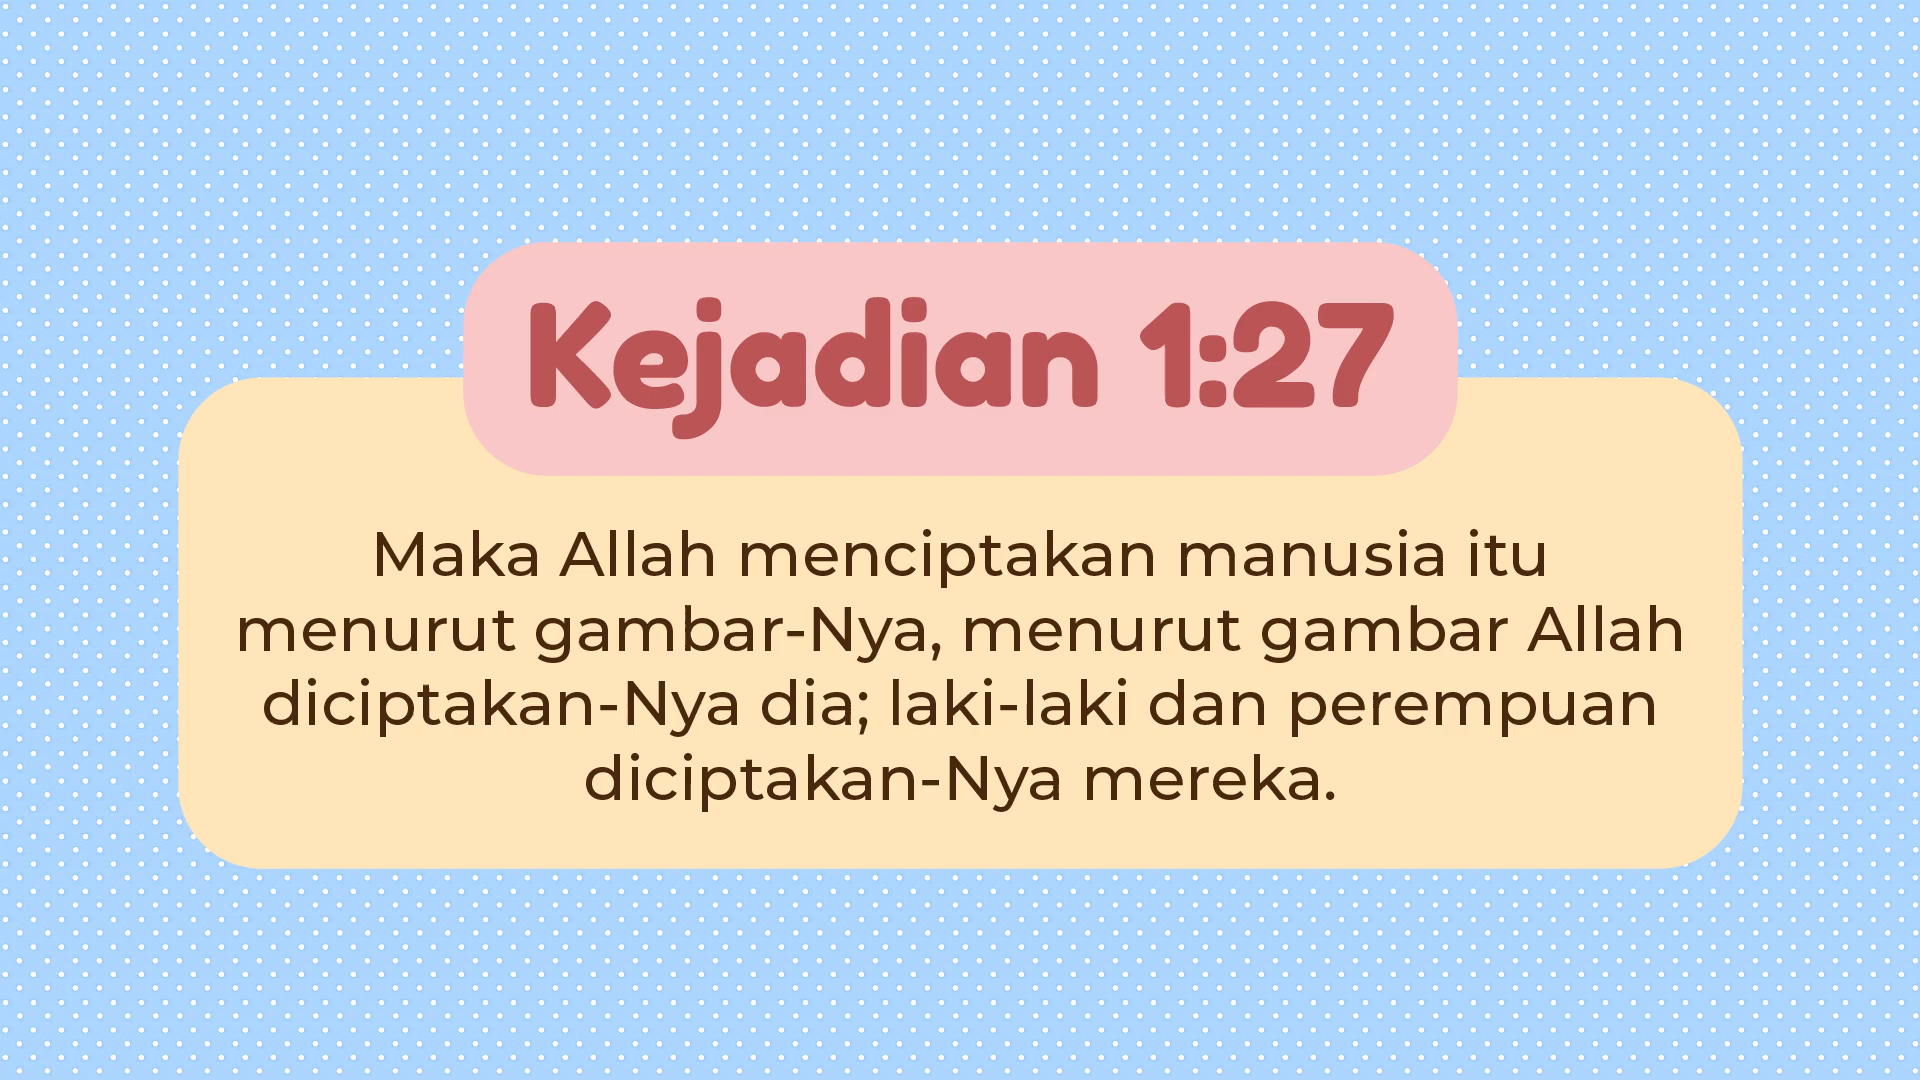 Kejadian 1:27
Maka Allah menciptakan manusia itu
menurut gambar-Nya, menurut gambar Allah
diciptakan-Nya dia; laki-laki dan perempuan
diciptakan-Nya mereka.